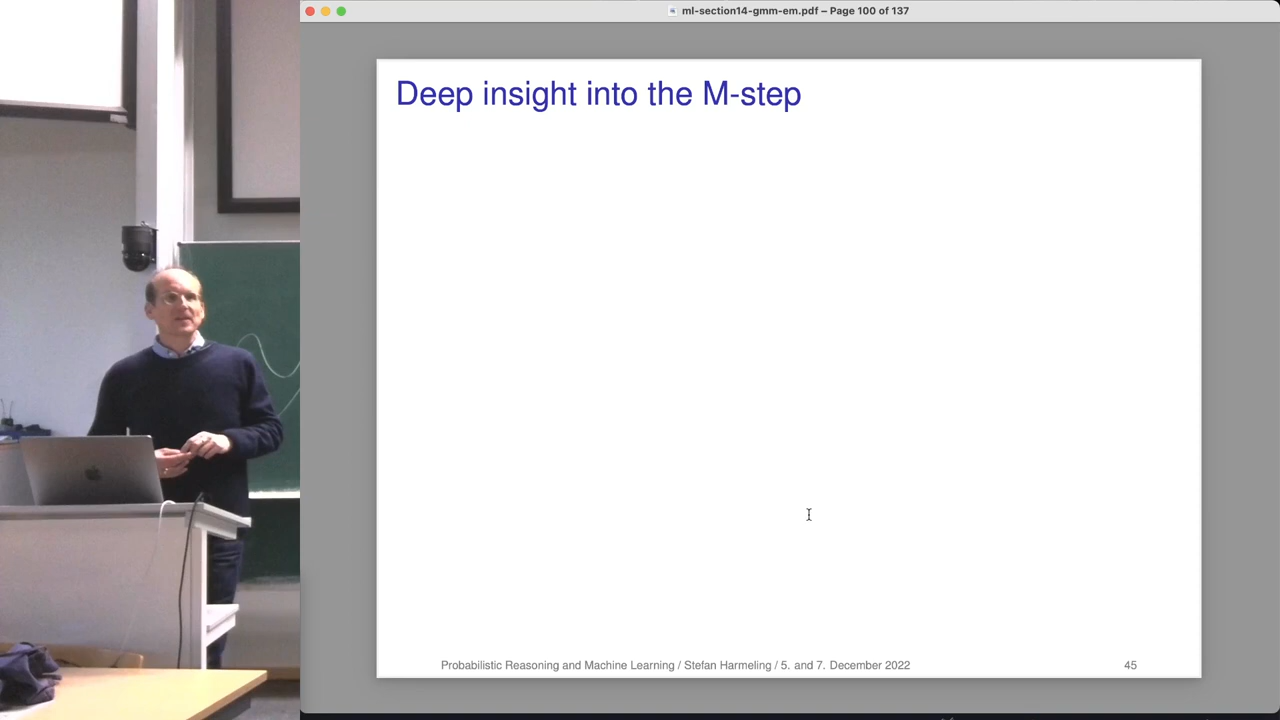 ml-section14-gmm-em.pdf – Page 100 of 137
Deep insight into the M-step
Probabilistic Reasoning and Machine Learning / Stefan Harmeling / 5. and 7. December 2022
45